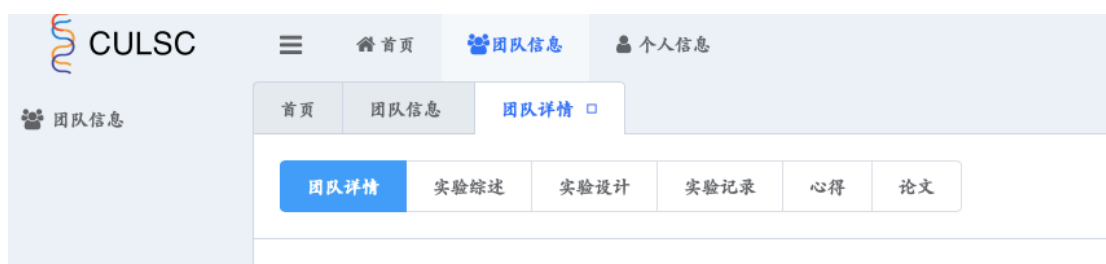 CULSC
首页 团队信息 个人信息
团队信息
首页 团队信息 团队详情
团队详情 实验综述 实验设计 实验记录 心得 论文